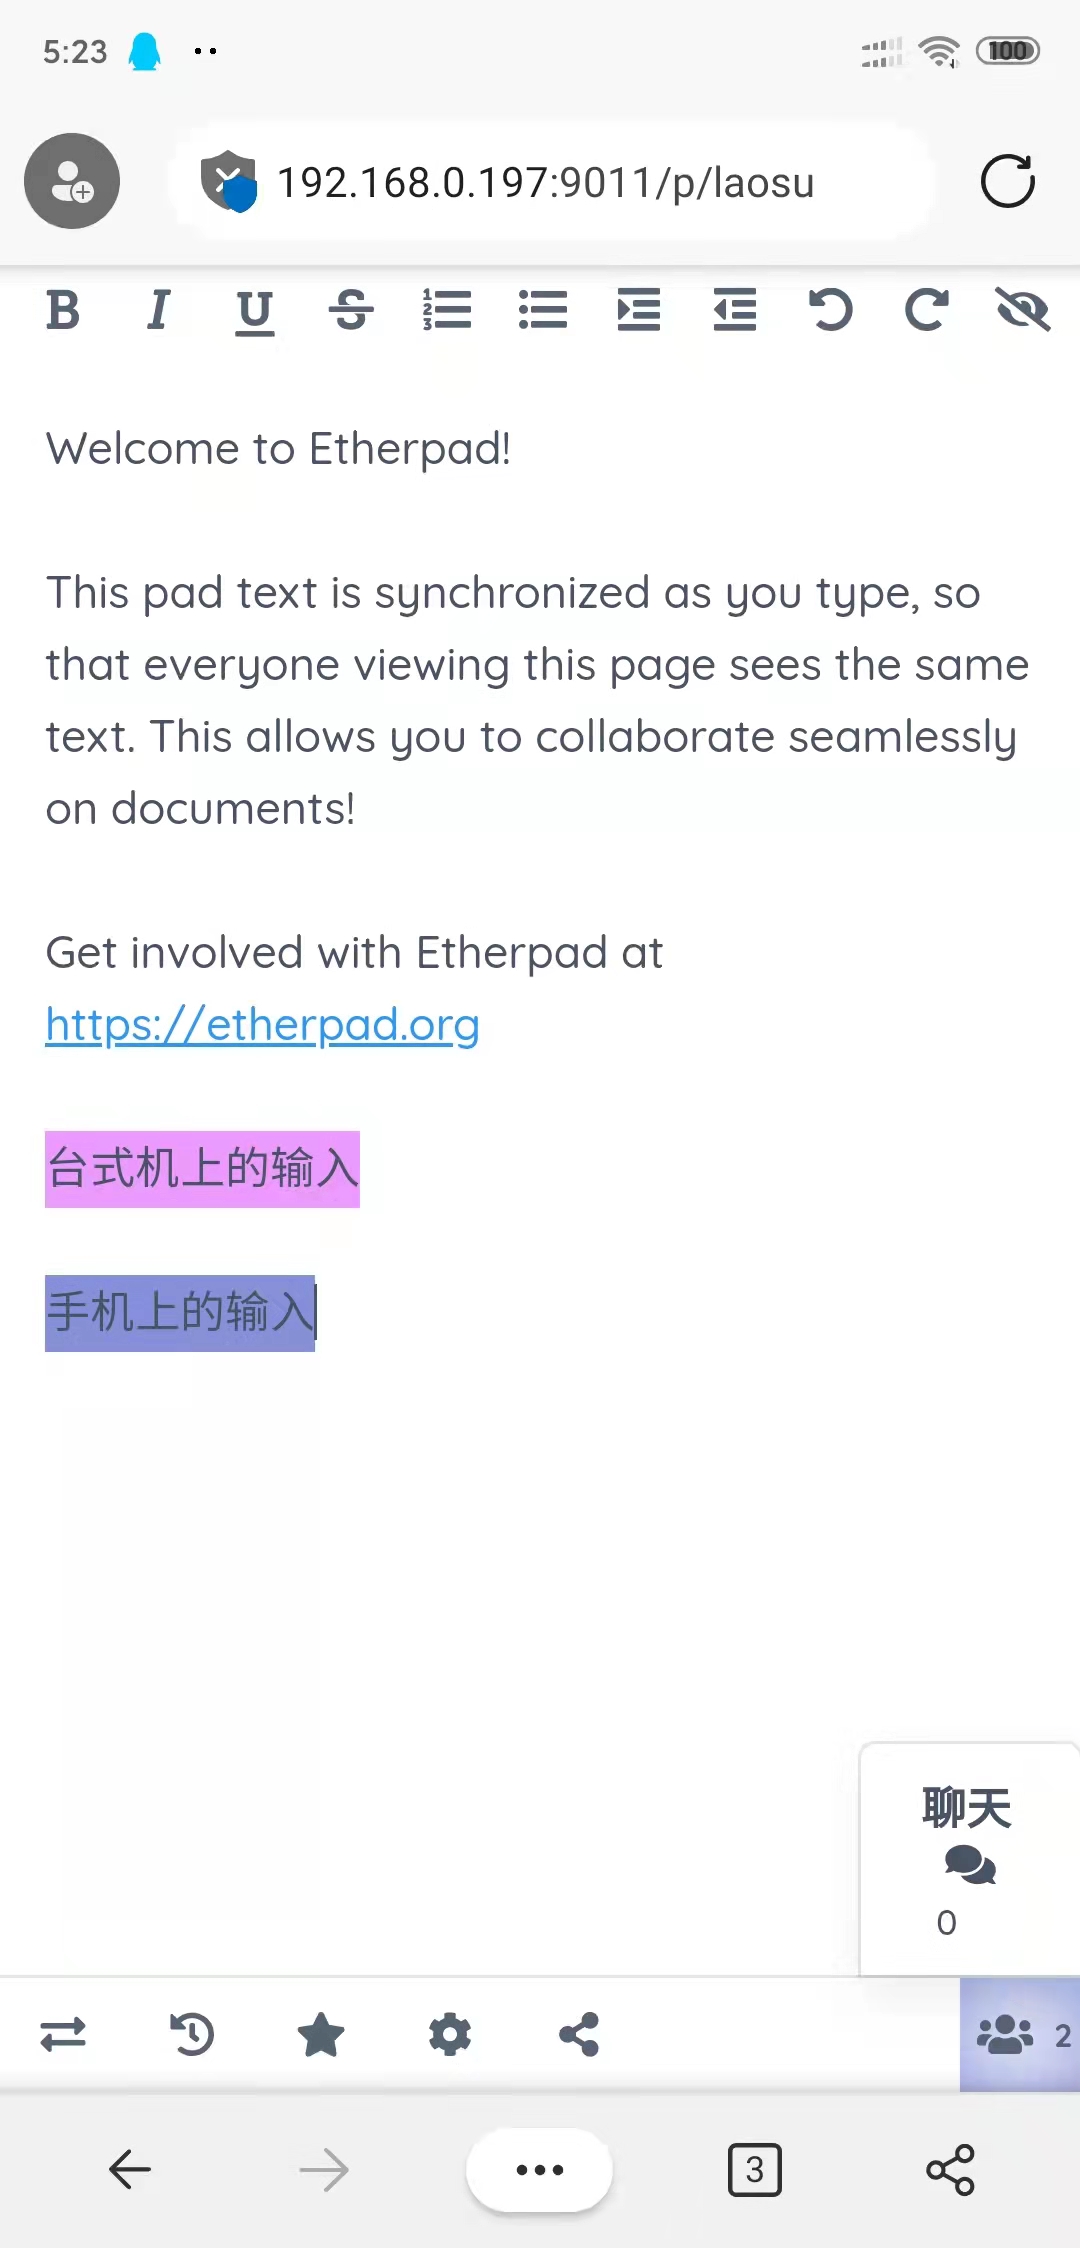 5:23
100
192.168.0.197:9011/p/laosu
B I U S
Welcome to Etherpad!
This pad text is synchronized as you type, so
that everyone viewing this page sees the same
text. This allows you to collaborate seamlessly
on documents!
Get involved with Etherpad at
https://etherpad.org
台式机上的输入
手机上的输入
聊天
0
2
3